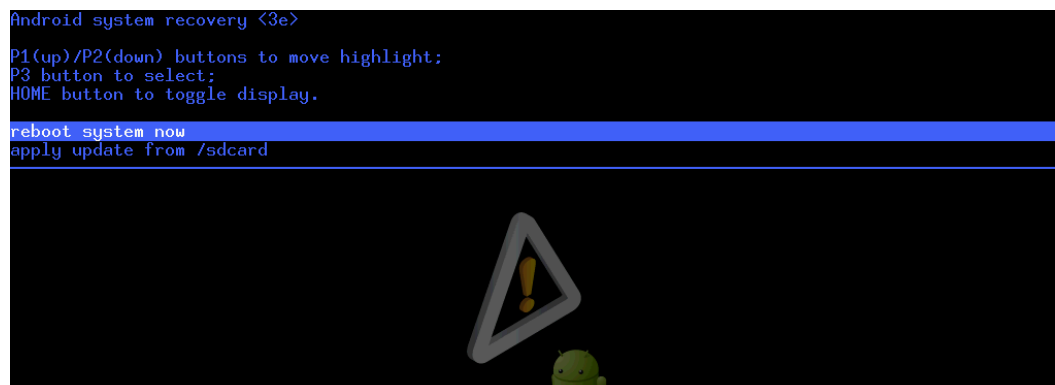 Android system recovery <3e>
P1(up)/P2(down) buttons to move highlight;
P3 button to select;
HOME button to toggle display.
reboot system now
apply update from /sdcard